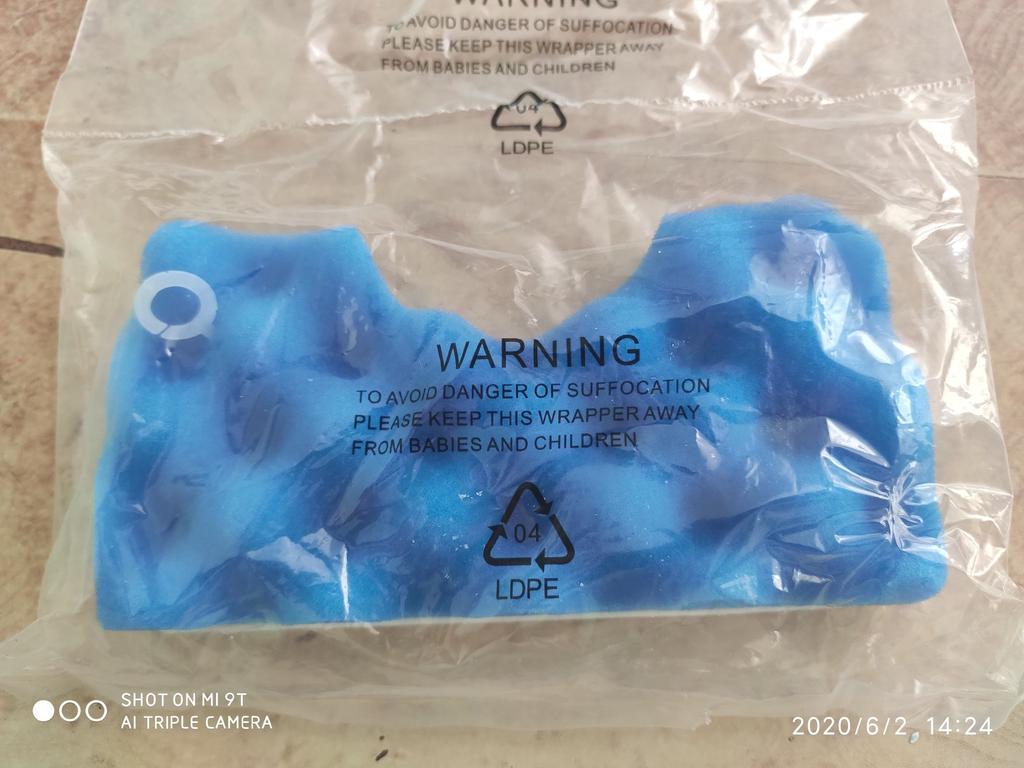 WARNING
TO AVOID DANGER OF SUFFOCATION
PLEASE KEEP THIS WRAPPER AWAY
FROM BABIES AND CHILDREN
04
LDPE
WARNING
TO AVOID DANGER OF SUFFOCATION
PLEASE KEEP THIS WRAPPER AWAY
FROM BABIES AND CHILDREN
04
LDPE
SHOT ON MI 9T
AI TRIPLE CAMERA
2020/6/2 14:24